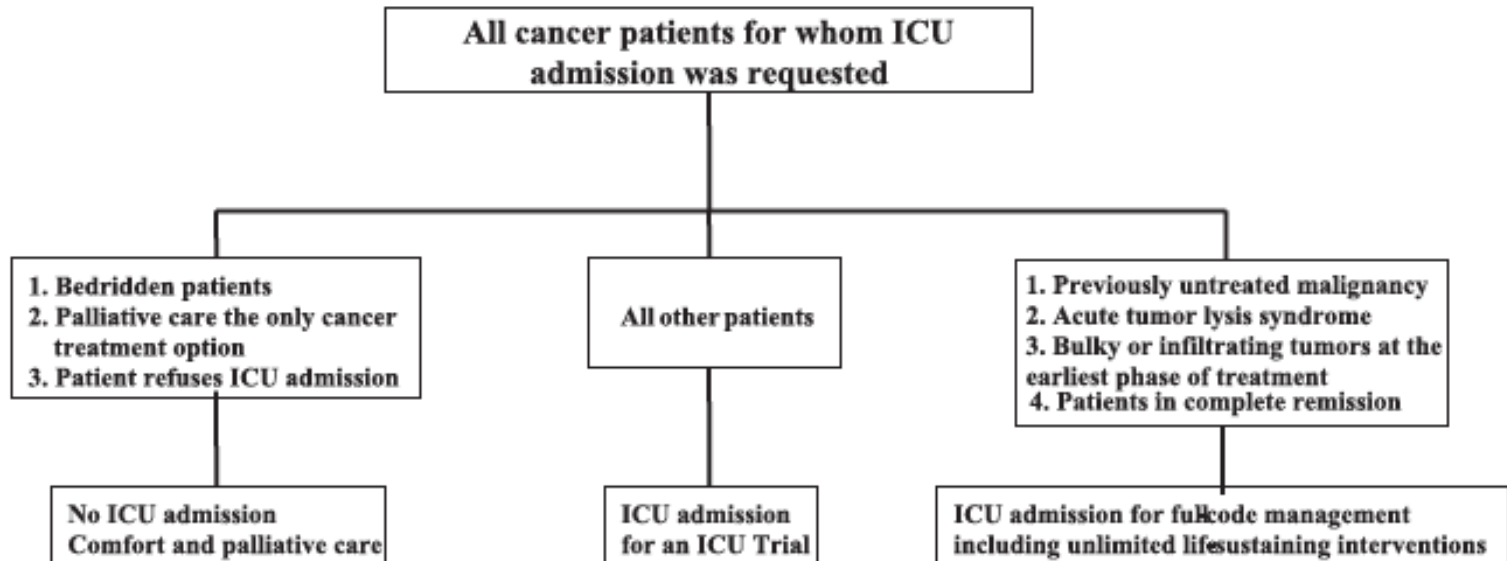 All cancer patients for whom ICU
admission was requested
1. Bedridden patients
2. Palliative care the only cancer
treatment option
3. Patient refuses ICU admission
All other patients
1. Previously untreated malignancy
2. Acute tumor lysis syndrome
3. Bulky or infiltrating tumors at the
earliest phase of treatment
4. Patients in complete remission
No ICU admission
Comfort and palliative care
ICU admission
for an ICU Trial
ICU admission for full-code management
including unlimited life-sustaining interventions